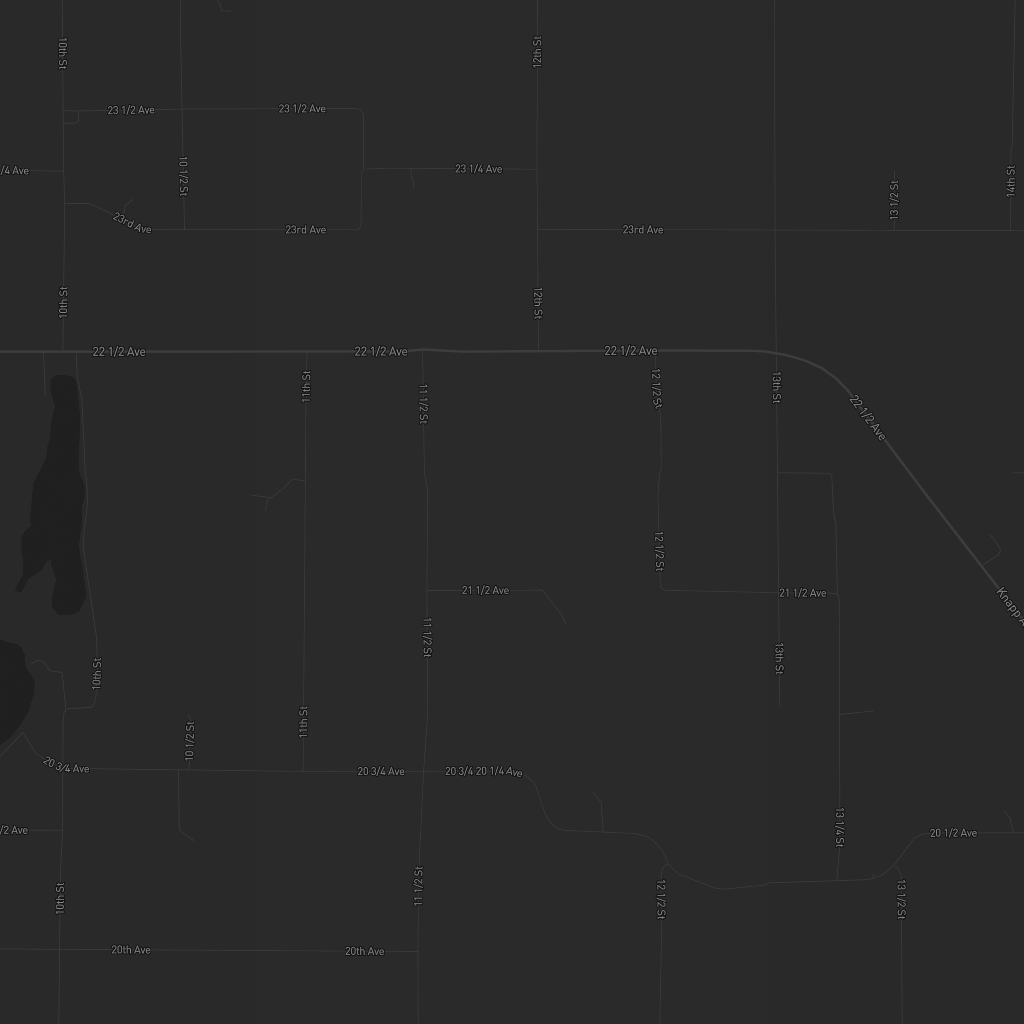 10th St
12th St
23 1/2 Ave
23 1/2 Ave
/4 Ave
10 1/2 St
23 1/4 Ave
14th St
13 1/2 St
23rd Ave
23rd Ave
23rd Ave
10th St
12th St
22 1/2 Ave
22 1/2 Ave
22 1/2 Ave
11th St
11 1/2 St
12 1/2 St
13th St
22 1/2 Ave
12 1/2 St
21 1/2 Ave
21 1/2 Ave
Knapp A
11 1/2 St
13th St
10th St
11th St
10 1/2 St
20 3/4 Ave
20 3/4 Ave
20 3/4 20 1/4 Ave
/2 Ave
13 1/4 St
20 1/2 Ave
10th St
11 1/2 St
12 1/2 St
13 1/2 St
20th Ave
20th Ave